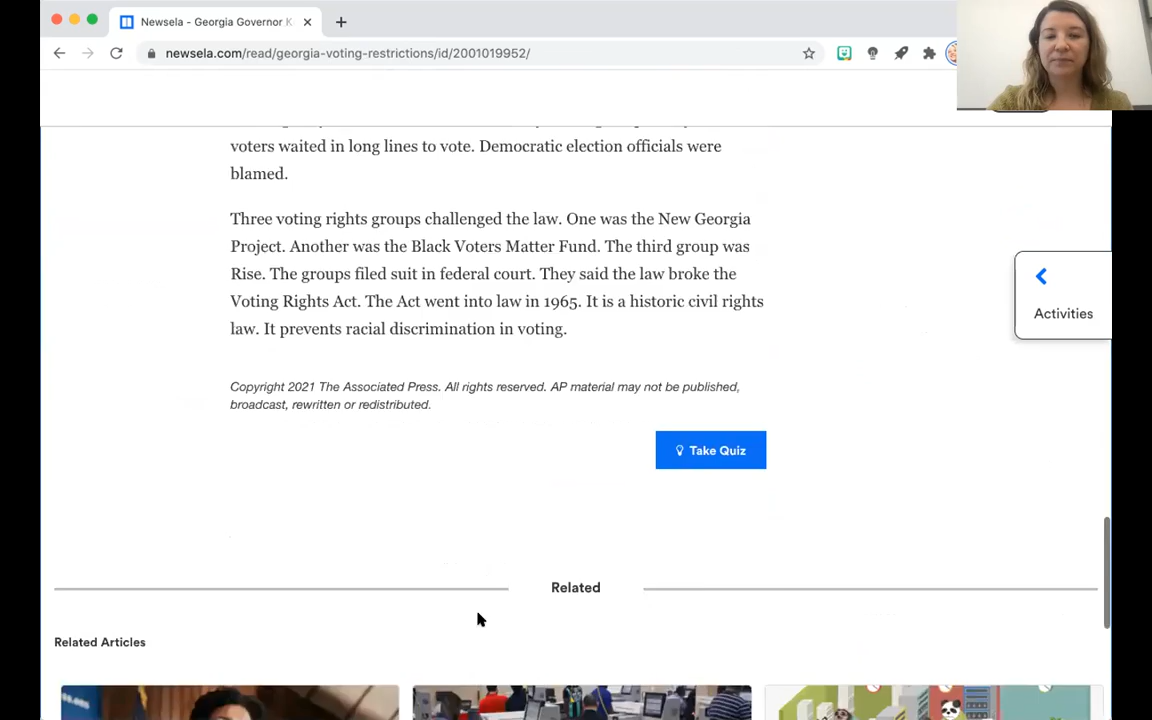 Newsela - Georgia Governor K
newsela.com/read/georgia-voting-restrictions/id/2001019952/
voters waited in long lines to vote. Democratic election officials were
blamed.
Three voting rights groups challenged the law. One was the New Georgia
Project. Another was the Black Voters Matter Fund. The third group was
Rise. The groups filed suit in federal court. They said the law broke the
Voting Rights Act. The Act went into law in 1965. It is a historic civil rights
law. It prevents racial discrimination in voting.
Activities
Copyright 2021 The Associated Press. All rights reserved. AP material may not be published,
broadcast, rewritten or redistributed.
Take Quiz
Related
Related Articles